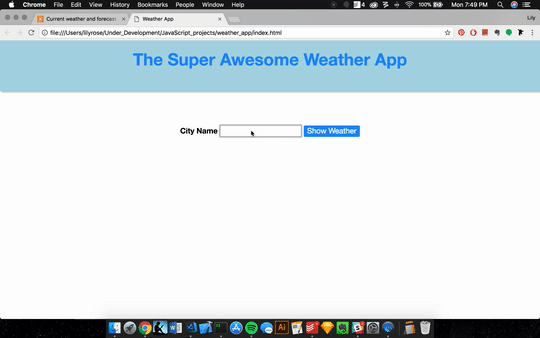 Chrome File Edit View History Bookmarks People Window Help 4 100% Mon 7:49 PM
Current weather and forecast Weather App Lily
file:///Users/lilyrose/Under_Development/JavaScript_projects/weather_app/index.html
The Super Awesome Weather App
City Name Show Weather